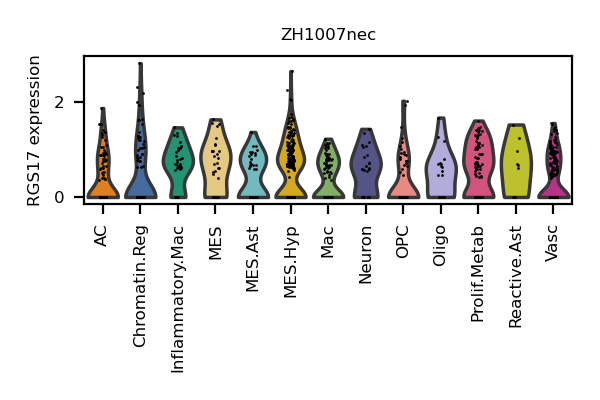 ZH1007nec
RGS17 expression
2
0
AC
Chromatin.Reg
Inflammatory.Mac
MES
MES.Ast
MES.Hyp
Mac
Neuron
OPC
Oligo
Prolif.Metab
Reactive.Ast
Vasc